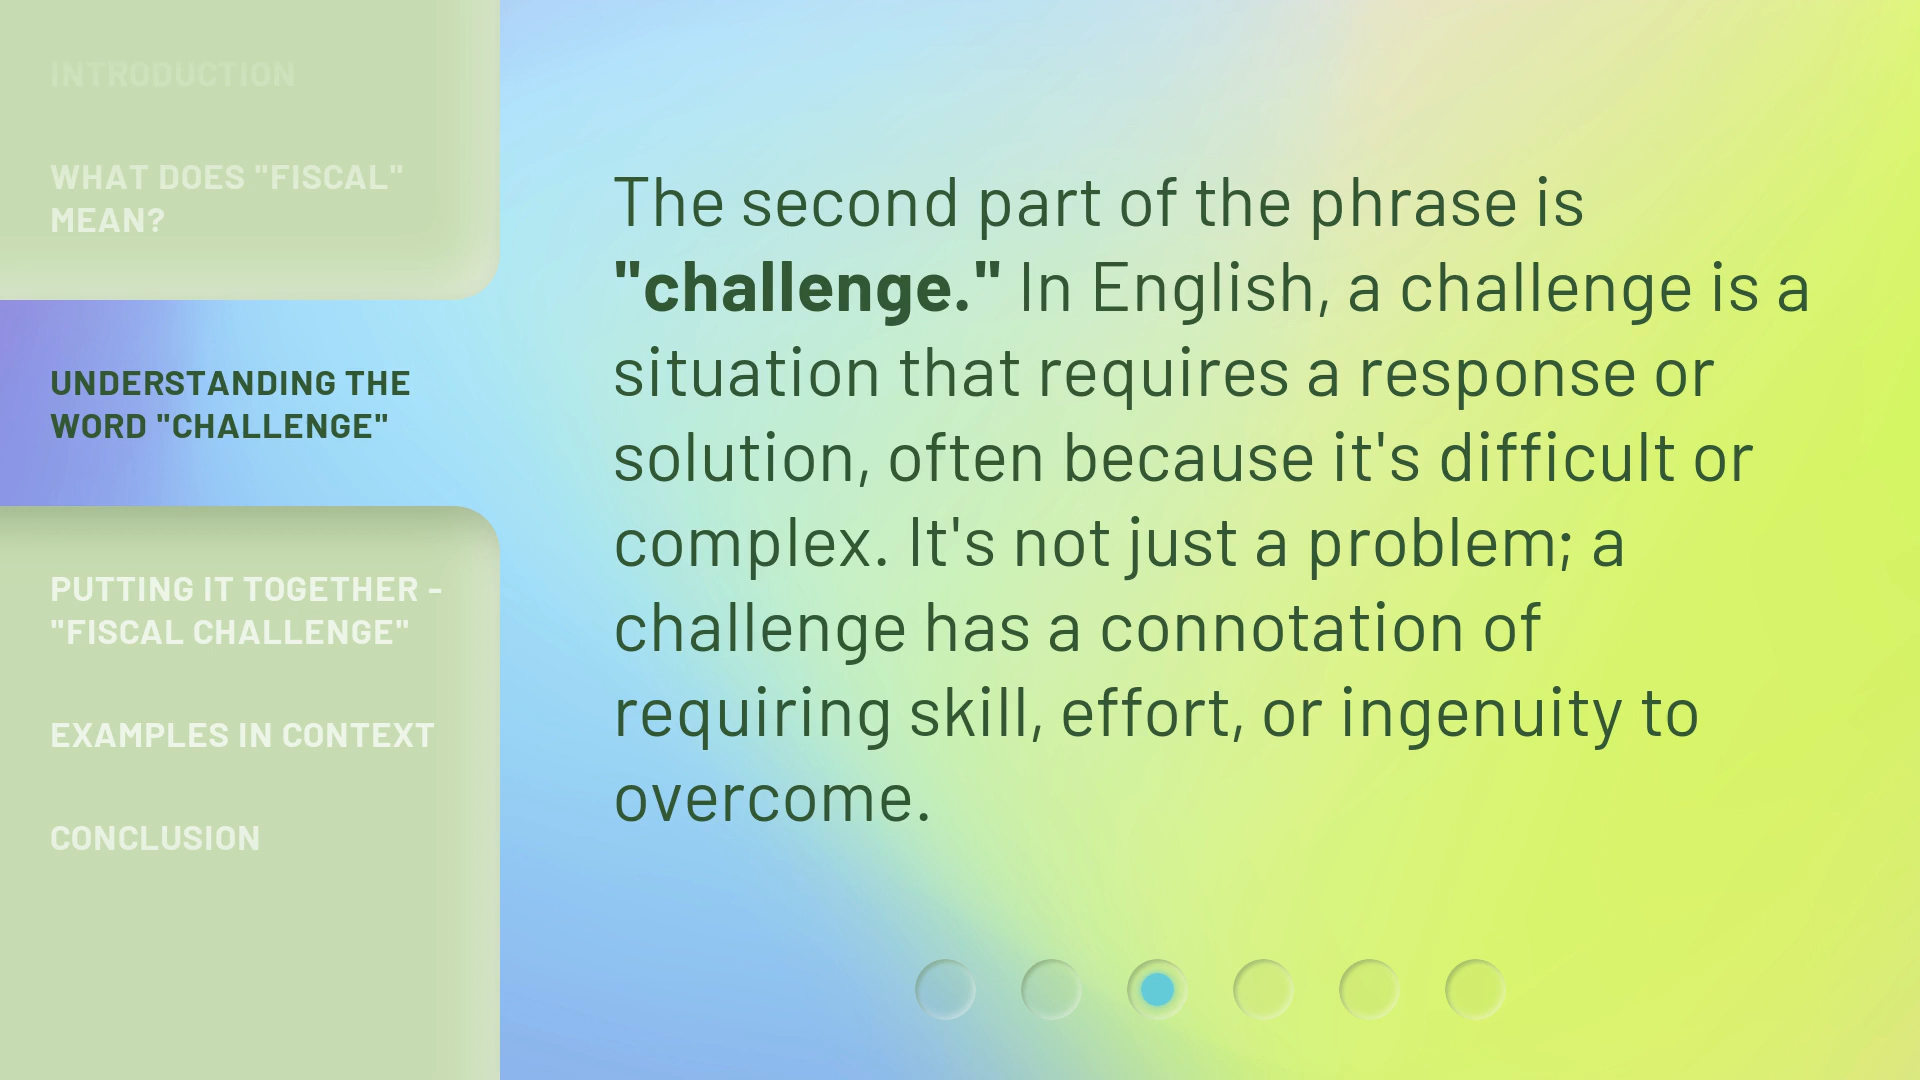 INTRODUCTION
WHAT DOES "FISCAL"
MEAN?
UNDERSTANDING THE
WORD "CHALLENGE"
PUTTING IT TOGETHER -
"FISCAL CHALLENGE"
EXAMPLES IN CONTEXT
CONCLUSION
The second part of the phrase is
"challenge." In English, a challenge is a
situation that requires a response or
solution, often because it's difficult or
complex. It's not just a problem; a
challenge has a connotation of
requiring skill, effort, or ingenuity to
overcome.